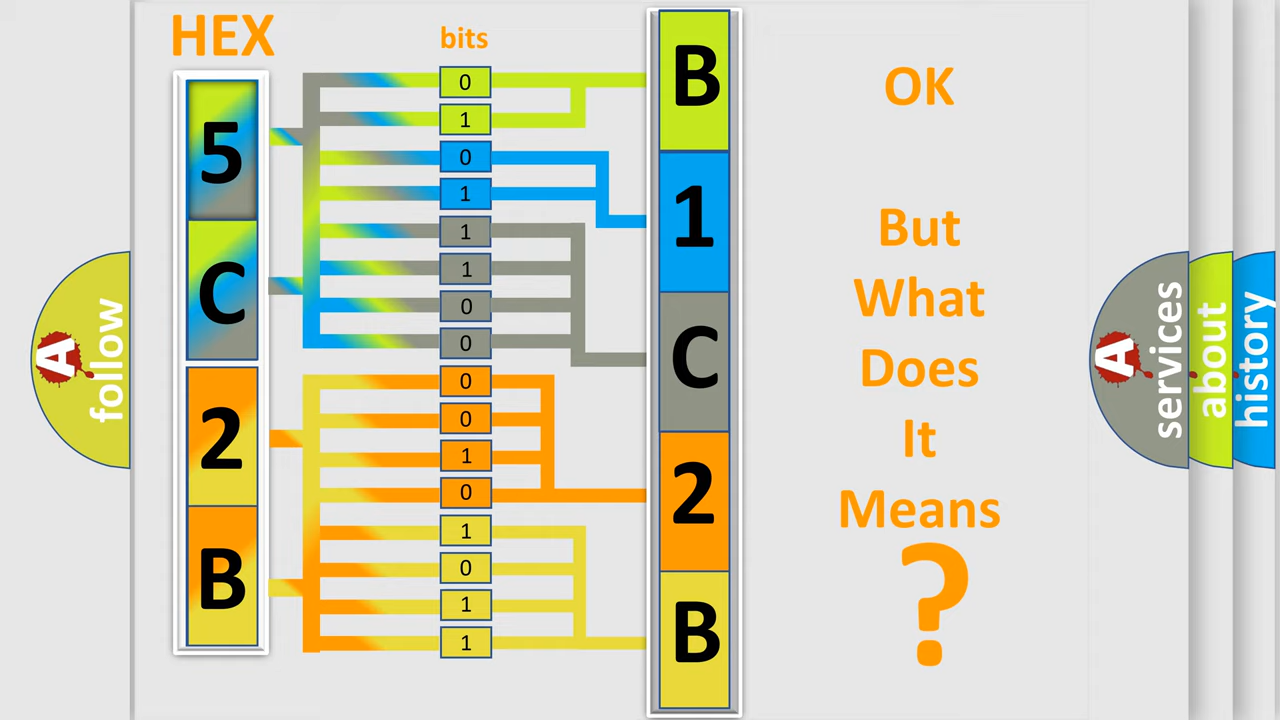 HEX
bits
5
C
2
B
0
1
0
1
1
1
0
0
0
0
1
0
1
0
1
1
B
1
C
2
B
OK
But
What
Does
It
Means
?
A follow
A services
about
history